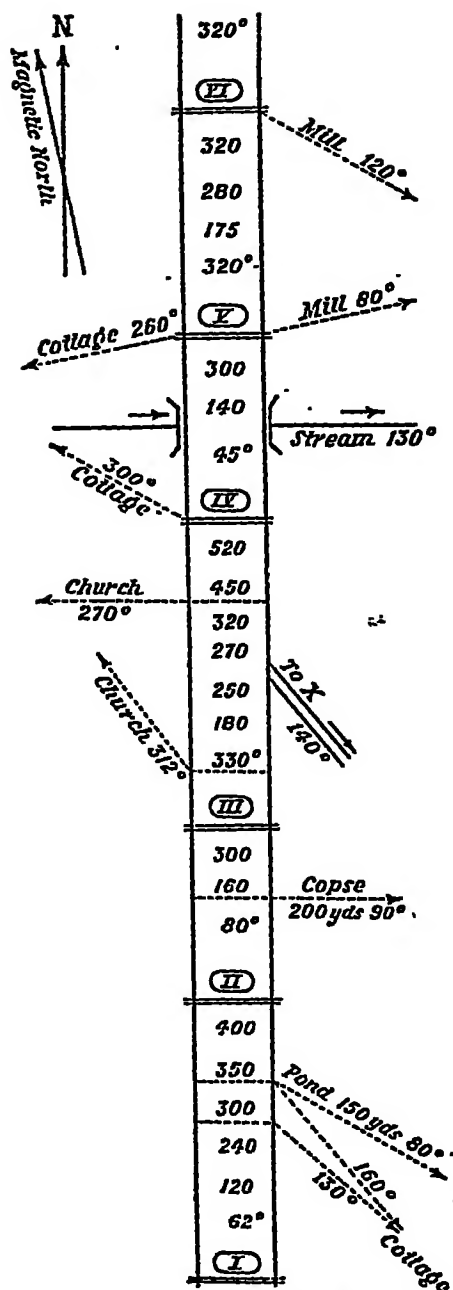 N
Magnetic North
320°
VI
Mill 120°
320
280
175
320°
V
Cottage 260°
Mill 80°
300
140
Stream 130°
45°
300°
Cottage
IV
520
Church
270°
450
320
270
To X
140°
250
180
Church 312°
330°
III
300
160
Copse
200 yds 90°
80°
II
400
350
Pond 150 yds 80°
300
160°
240
130°
120
Cottage
62°
I